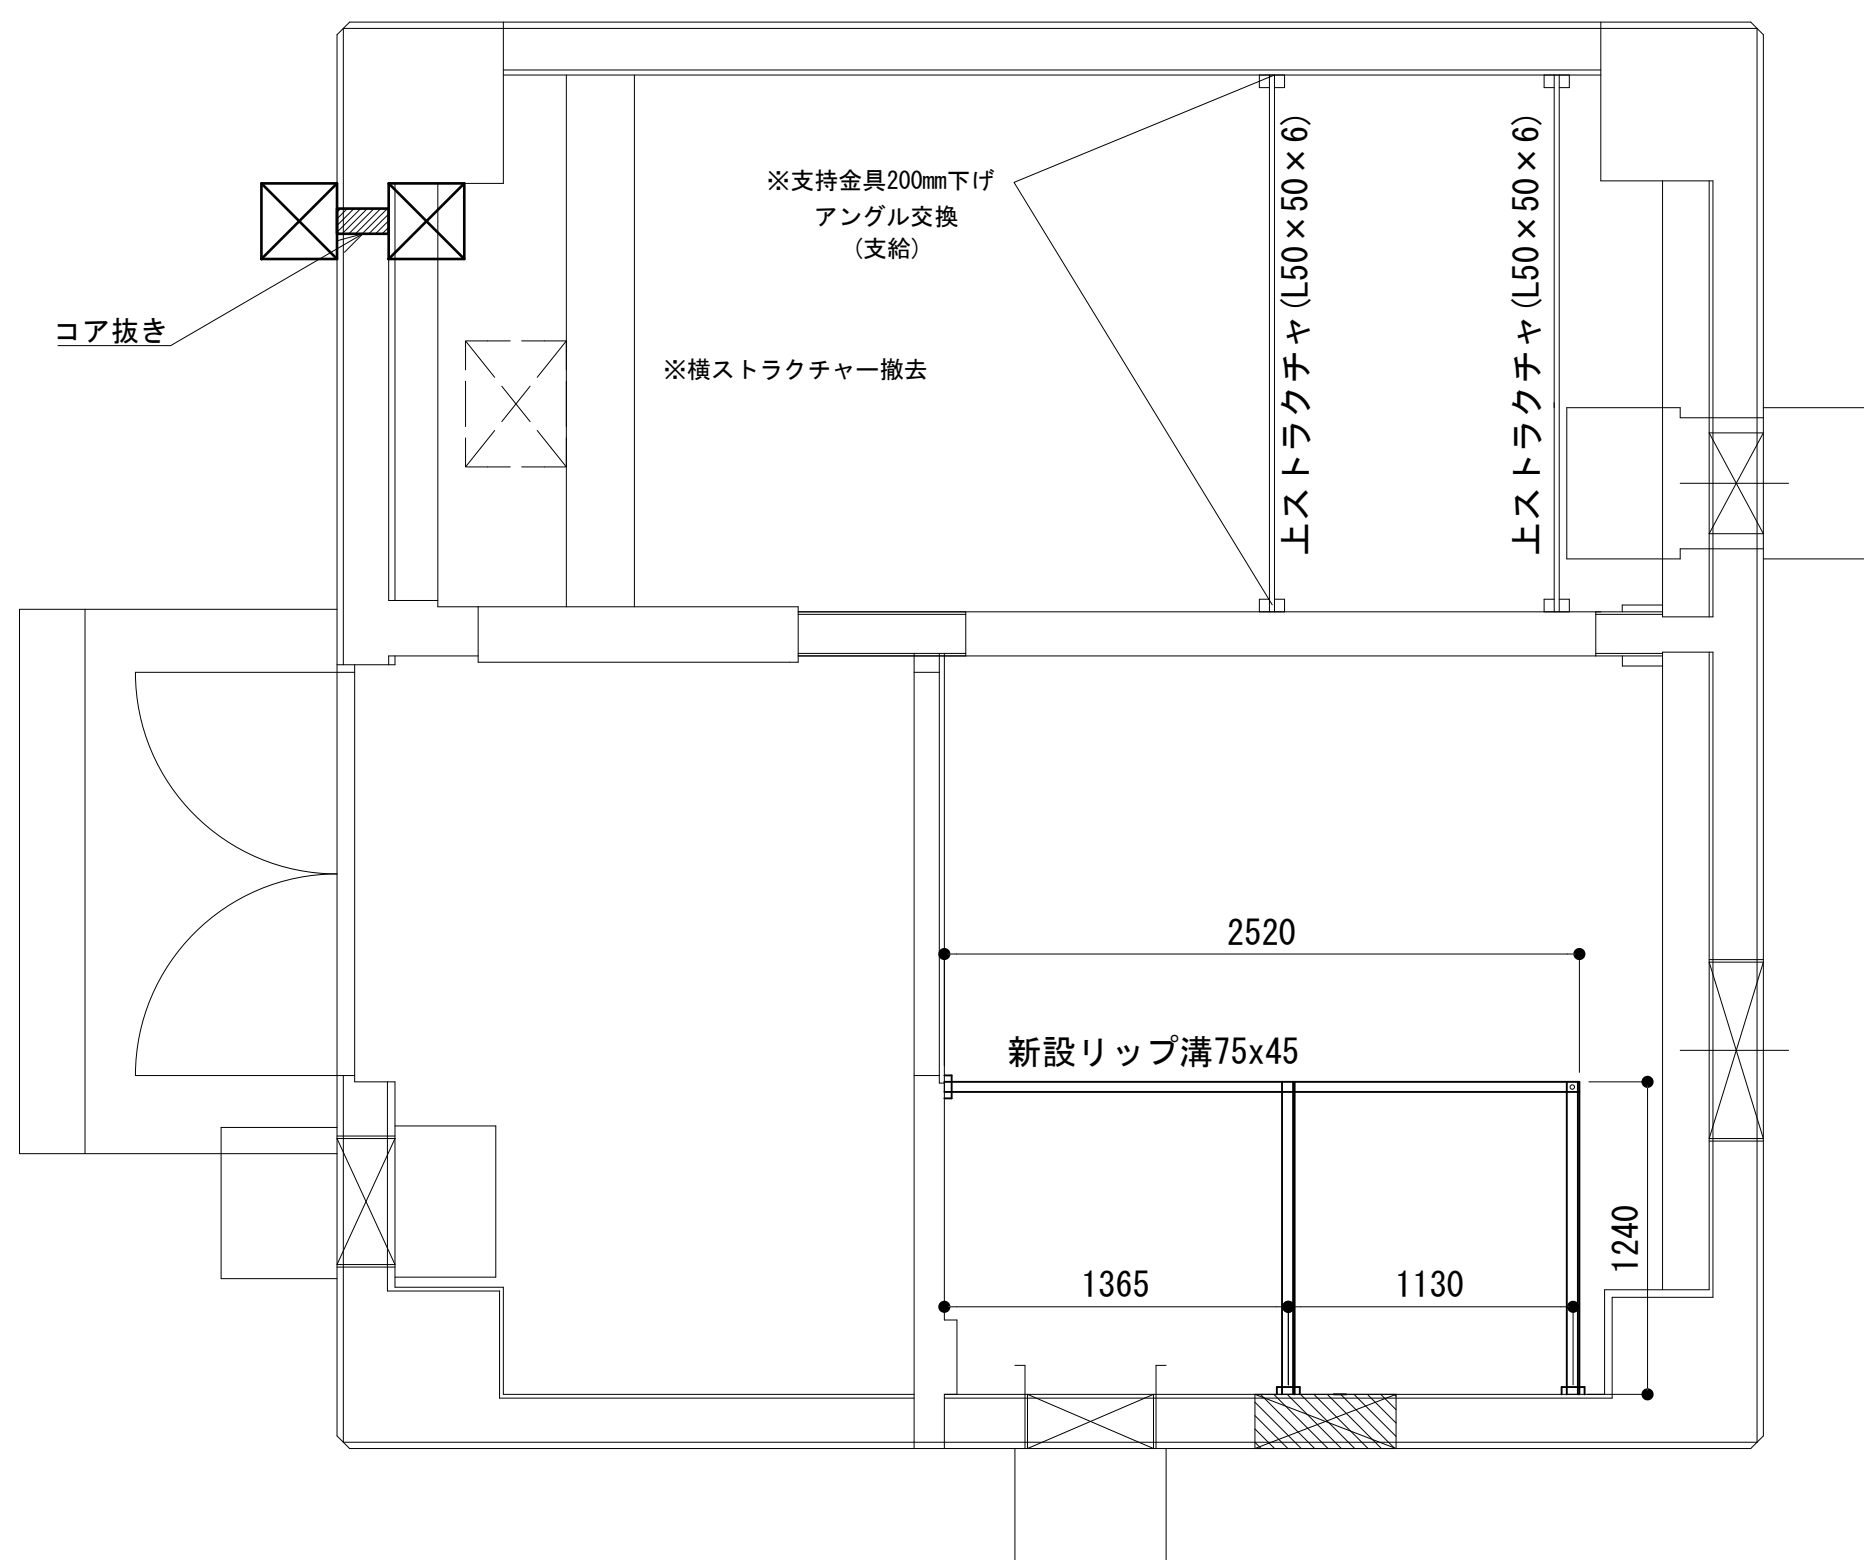 ※支持金具200㎜下げ
アングル交換
(支給)
上ストラクチャ(L50×50×6)
上ストラクチャ(L50×50×6)
コア抜き
※横ストラクチャー撤去
2520
新設リップ溝75x45
1240
1365
1130